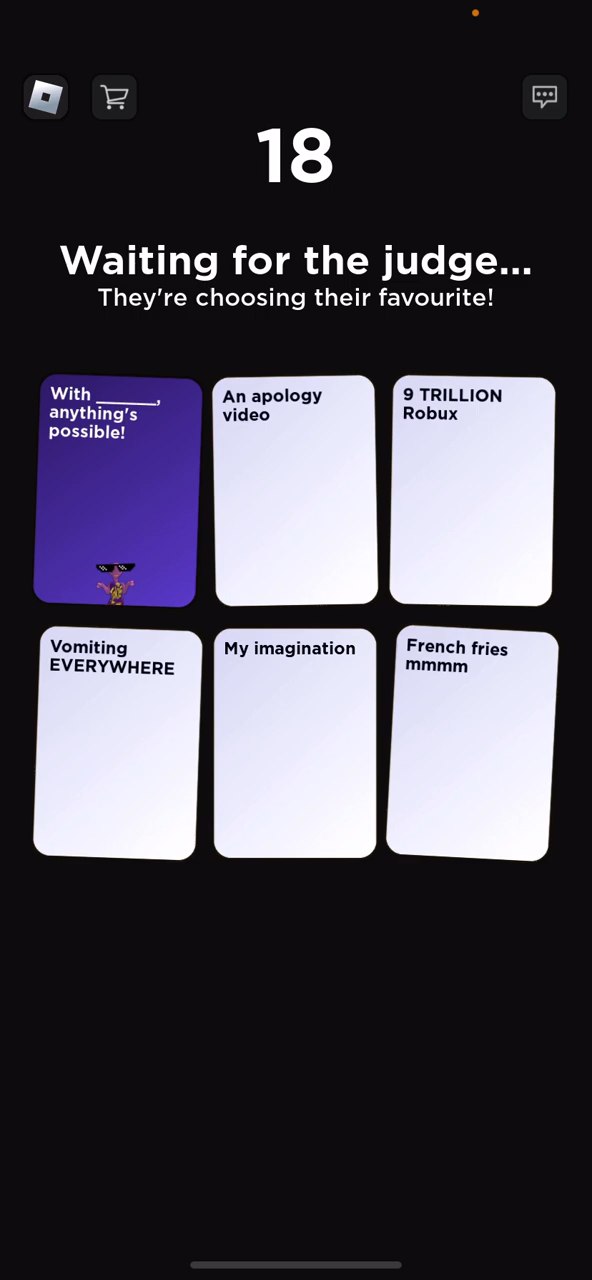 18
Waiting for the judge...
They're choosing their favourite!
With ______,
anything's
possible!
An apology
video
9 TRILLION
Robux
Vomiting
EVERYWHERE
My imagination
French fries
mmmm